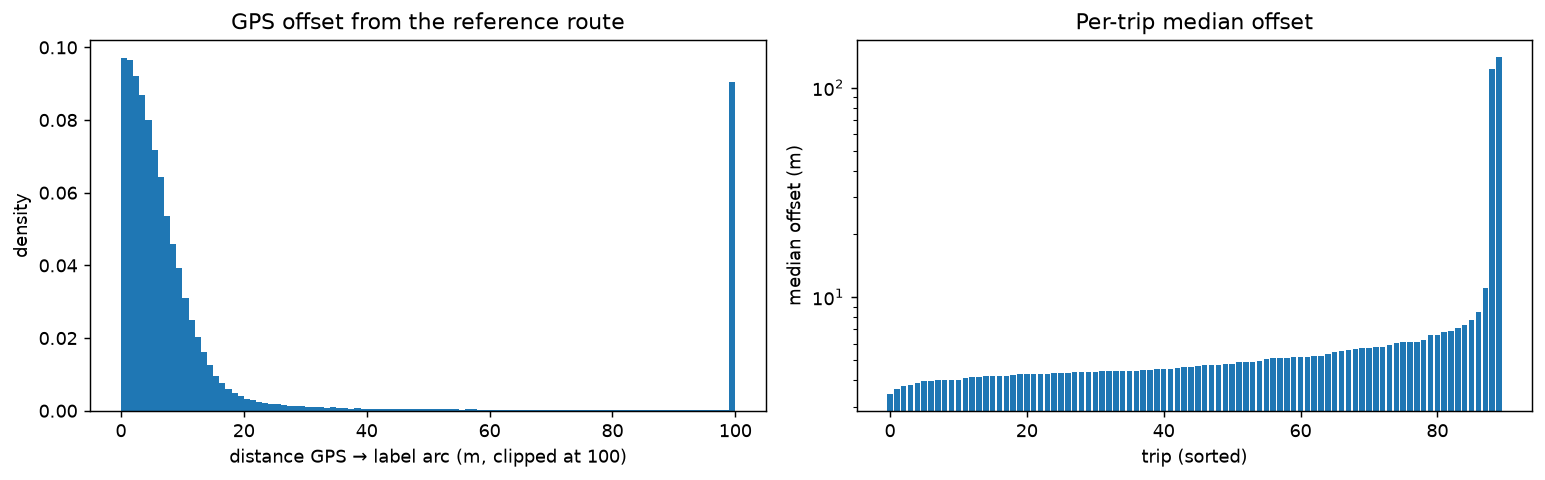 GPS offset from the reference route
density
0.10
0.08
0.06
0.04
0.02
0.00
0 20 40 60 80 100
distance GPS → label arc (m, clipped at 100)
Per-trip median offset
median offset (m)
10²
10¹
0 20 40 60 80
trip (sorted)